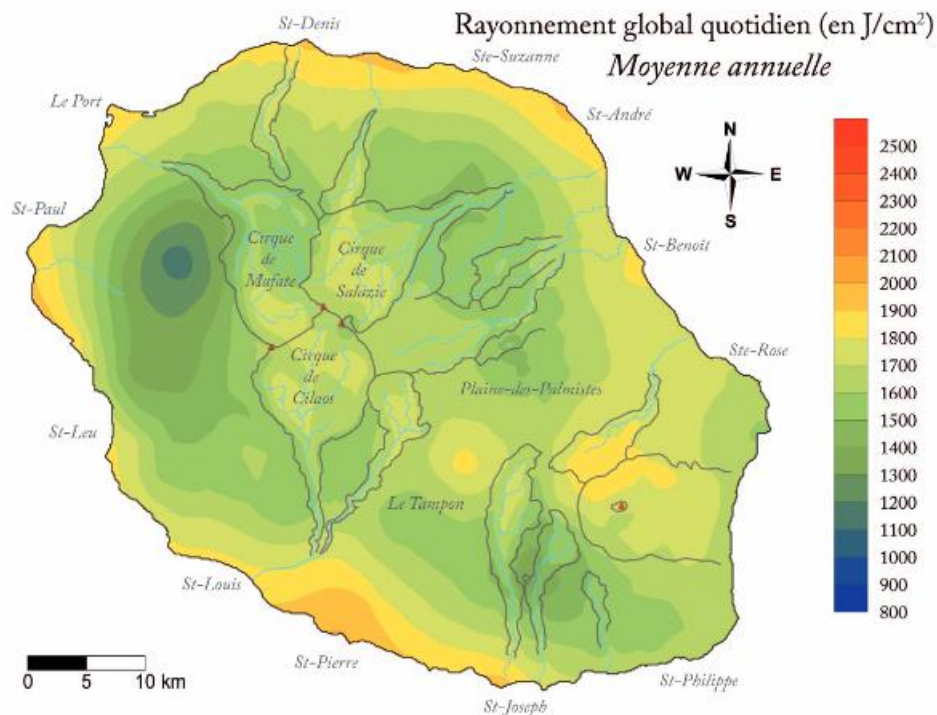 Rayonnement global quotidien (en J/cm²)
Moyenne annuelle
St-Denis
Ste-Suzanne
Le Port
St-André
N
W E
S
St-Paul
St-Benoît
Cirque
de
Mafate
Cirque
de
Salazie
Ste-Rose
Cirque
de
Cilaos
Plaine-des-Palmistes
St-Leu
Le Tampon
St-Louis
St-Pierre
St-Philippe
St-Joseph
2500
2400
2300
2200
2100
2000
1900
1800
1700
1600
1500
1400
1300
1200
1100
1000
900
800
0 5 10 km